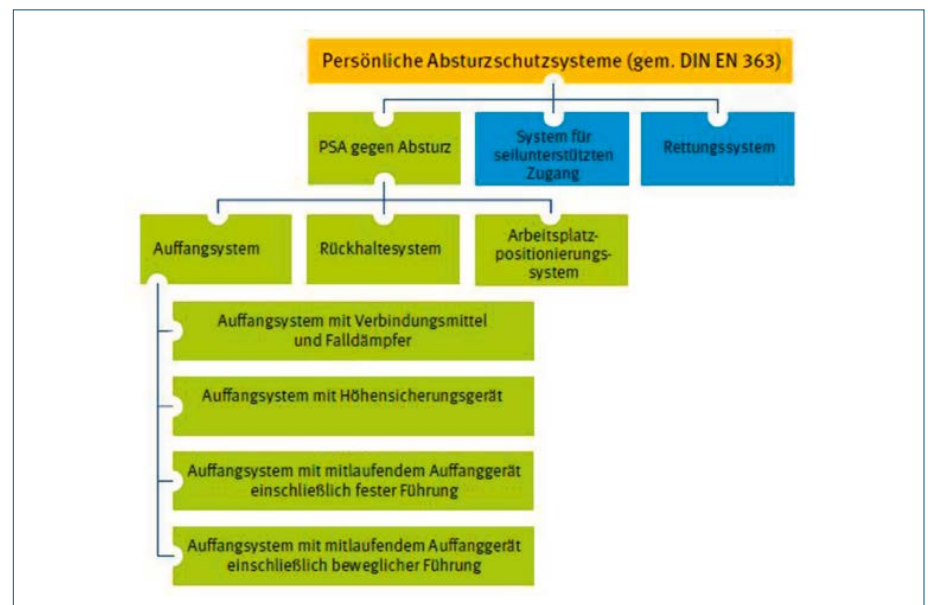 Persönliche Absturzschutzsysteme (gem. DIN EN 363)
PSA gegen Absturz
System für
seilunterstützten
Zugang
Rettungssystem
Auffangsystem
Rückhaltesystem
Arbeitsplatz-
positionierungs-
system
Auffangsystem mit Verbindungsmittel
und Falldämpfer
Auffangsystem mit Höhensicherungsgerät
Auffangsystem mit mitlaufendem Auffanggerät
einschließlich fester Führung
Auffangsystem mit mitlaufendem Auffanggerät
einschließlich beweglicher Führung